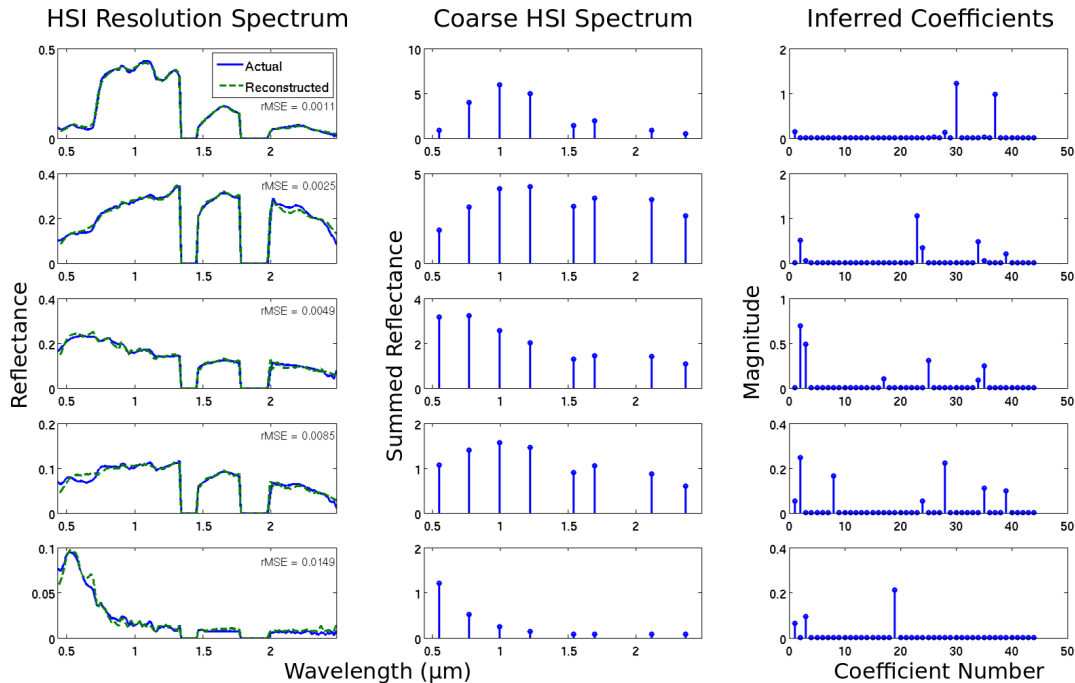 HSI Resolution Spectrum
Coarse HSI Spectrum
Inferred Coefficients
0.5
0
Actual
Reconstructed
rMSE = 0.0011
0.5 1 1.5 2
10
5
0
0.5 1 1.5 2
2
1
0
0 10 20 30 40 50
0.4
0.2
0
rMSE = 0.0025
0.5 1 1.5 2
5
0
0.5 1 1.5 2
2
1
0
0 10 20 30 40 50
0.4
0.2
0
rMSE = 0.0049
0.5 1 1.5 2
4
2
0
0.5 1 1.5 2
1
0.5
0
0 10 20 30 40 50
0.2
0.1
0
rMSE = 0.0085
0.5 1 1.5 2
2
1
0
0.5 1 1.5 2
0.4
0.2
0
0 10 20 30 40 50
0.1
0.05
0
rMSE = 0.0149
0.5 1 1.5 2
2
1
0
0.5 1 1.5 2
0.4
0.2
0
0 10 20 30 40 50
Reflectance
Summed Reflectance
Magnitude
Wavelength (μm)
Coefficient Number